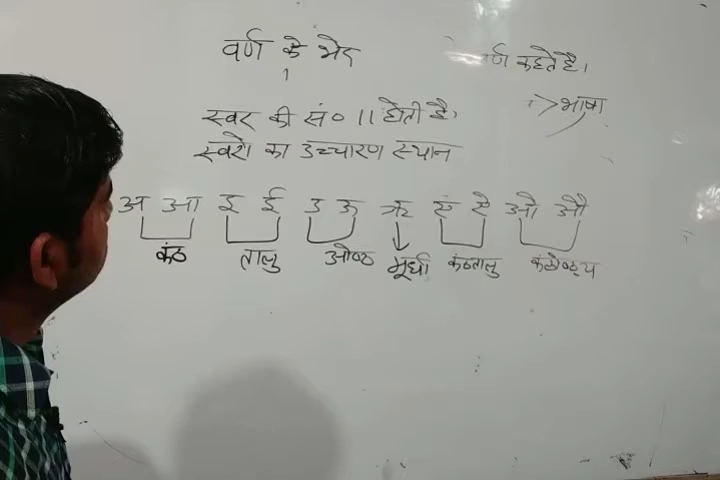 वर्ण के भेद
र्ण कहते है।
1
स्वर की सं० 11 होती है।
-> भाषा
स्वरो का उच्चारण स्थान
अ आ इ ई उ ऊ ऋ ए ऐ ओ औ
कंठ तालु ओष्ठ मूर्धा कंठतालु कंठोष्ठ्य